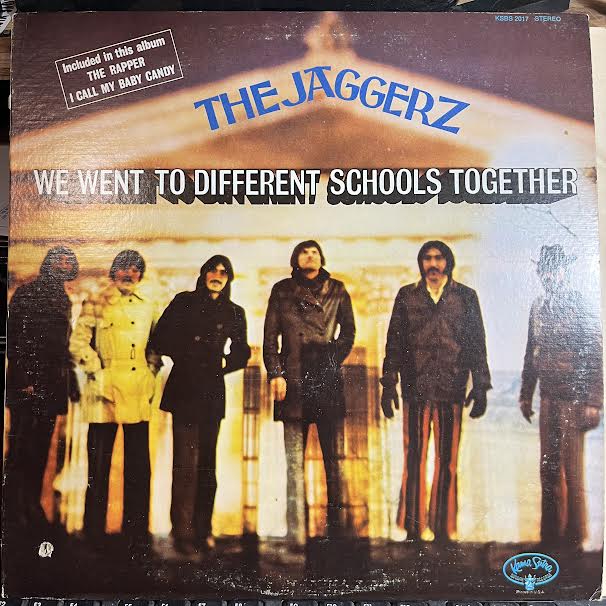 KSBS 2017 STEREO
Included in this album
THE RAPPER
I CALL MY BABY CANDY
THE JAGGERZ
WE WENT TO DIFFERENT SCHOOLS TOGETHER
Kama Sutra